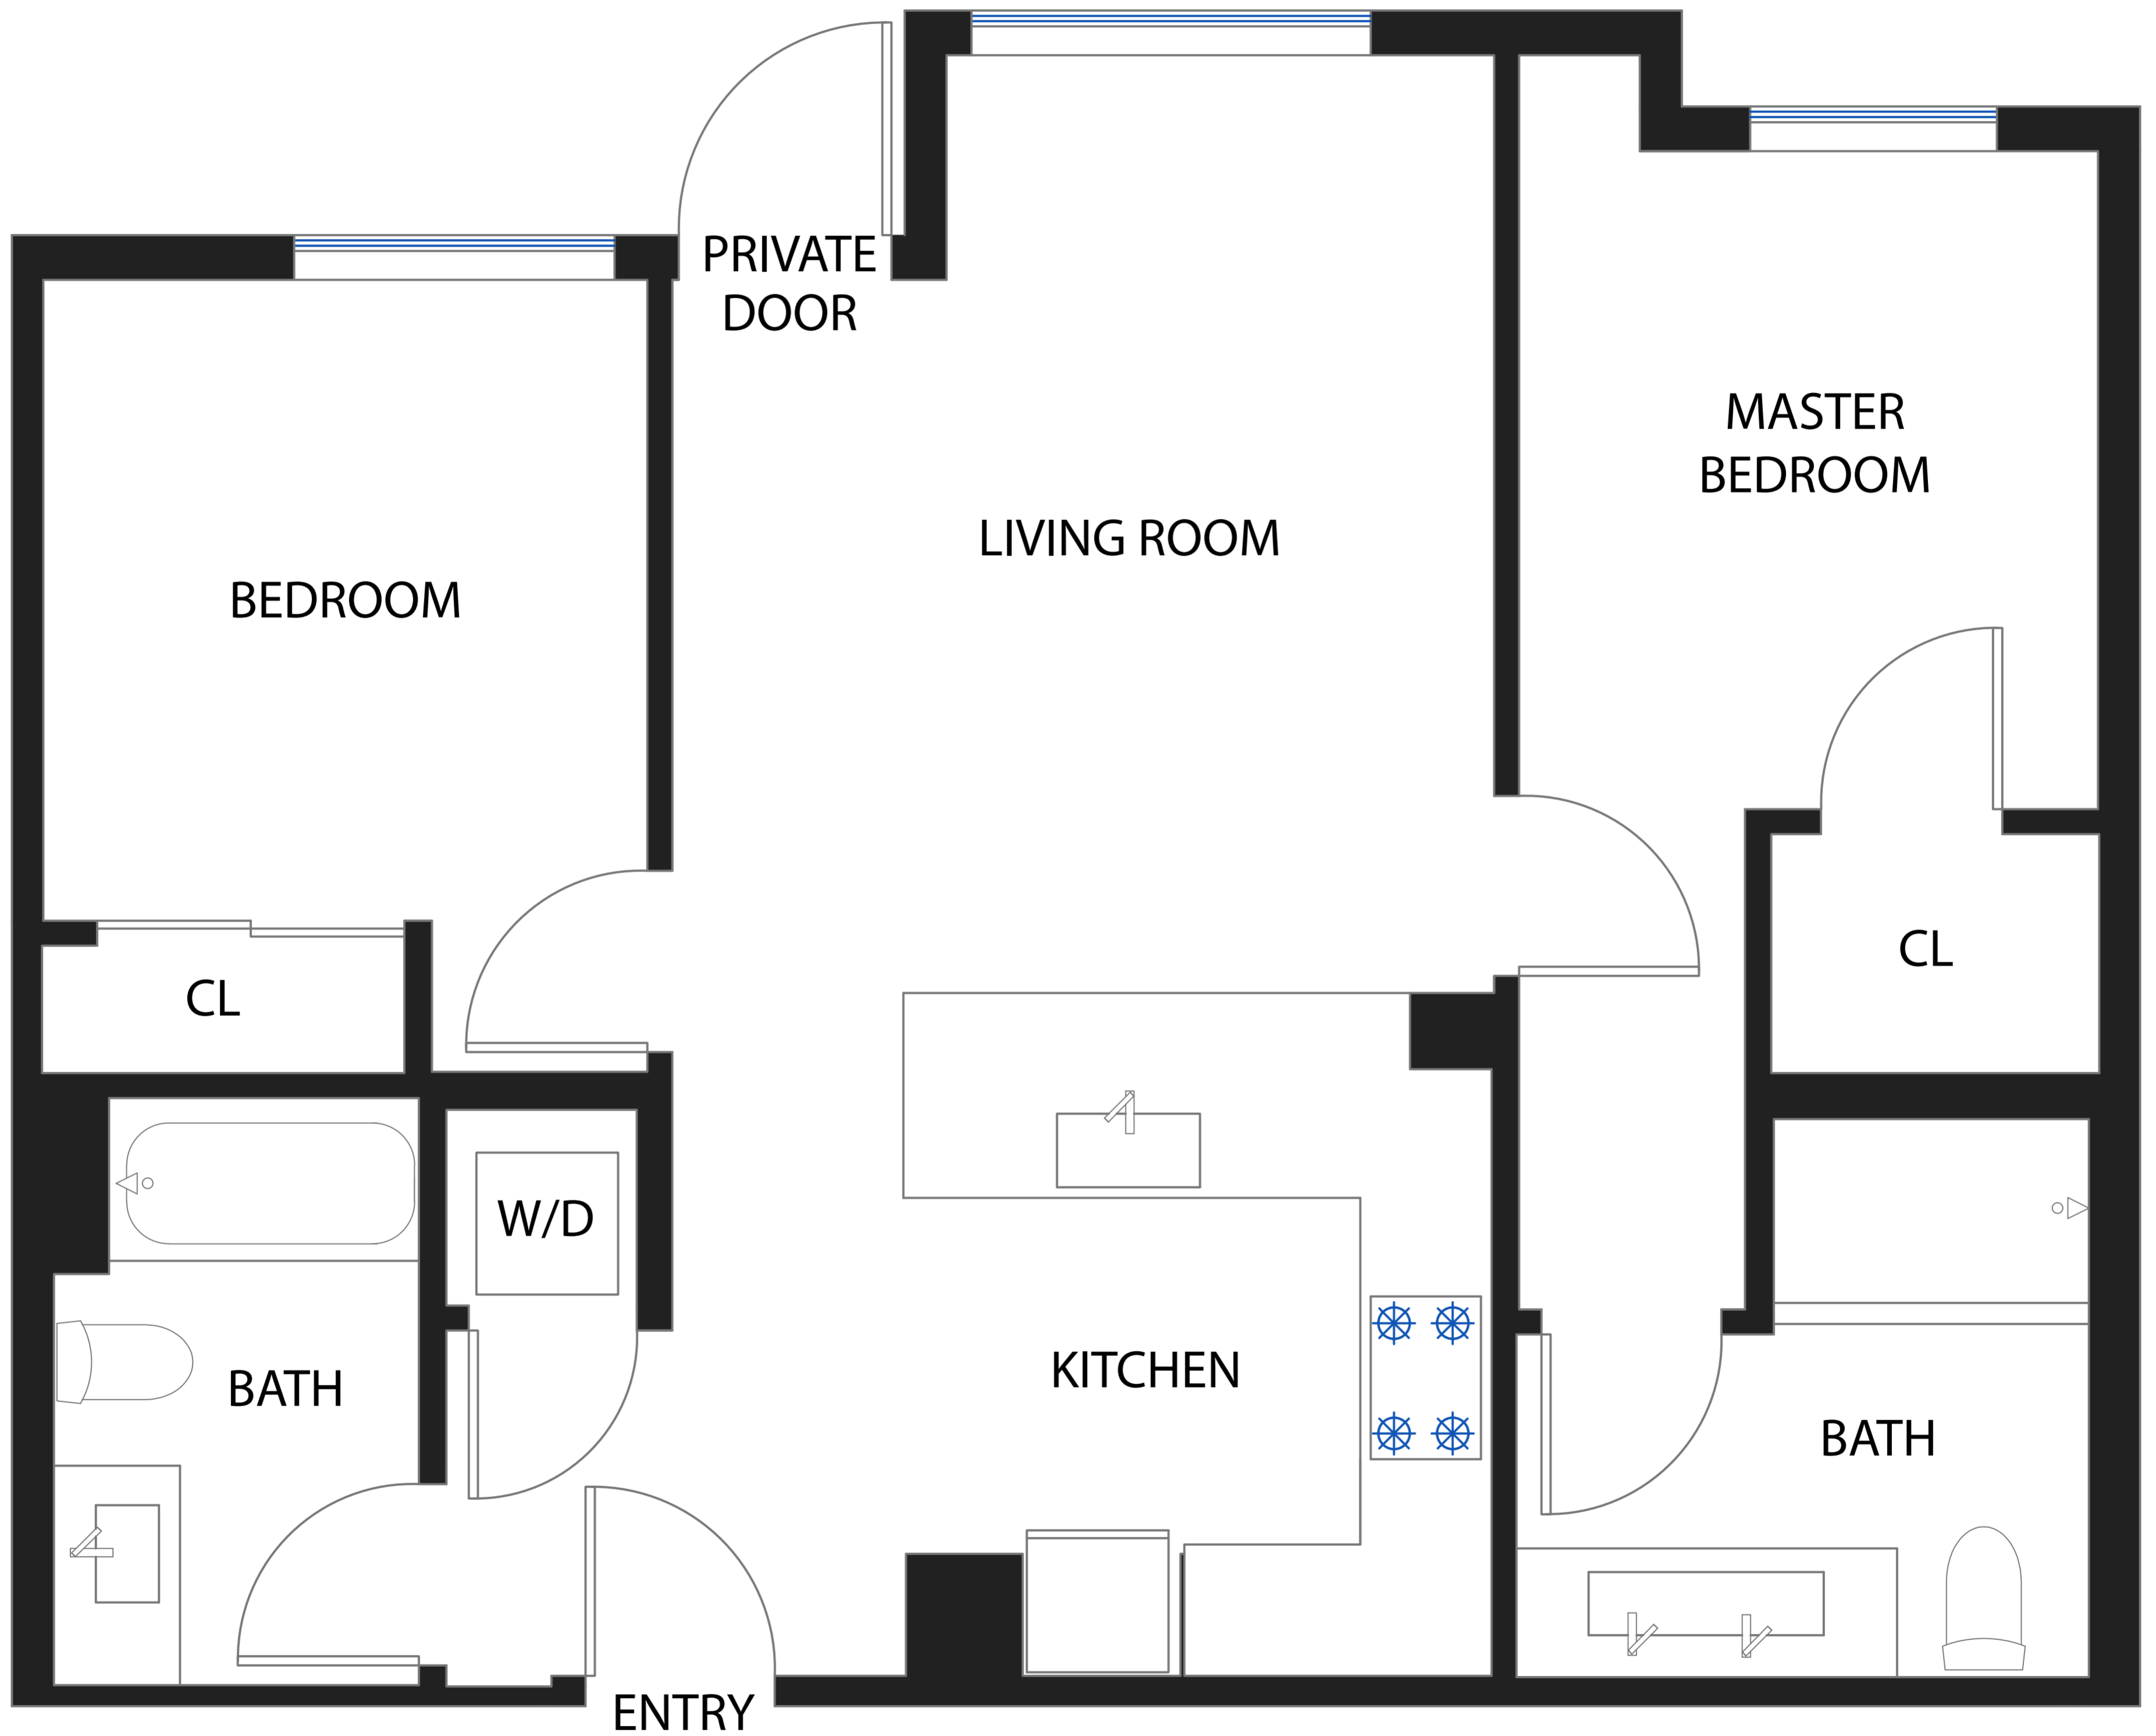 PRIVATE
DOOR
MASTER
BEDROOM
LIVING ROOM
BEDROOM
CL
CL
W/D
KITCHEN
BATH
BATH
ENTRY